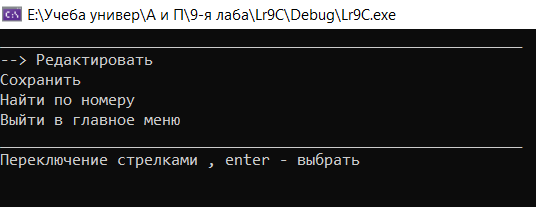 E:\Учеба универ\А и П\9-я лаба\Lr9C\Debug\Lr9C.exe
--> Редактировать
Сохранить
Найти по номеру
Выйти в главное меню
Переключение стрелками , enter - выбрать